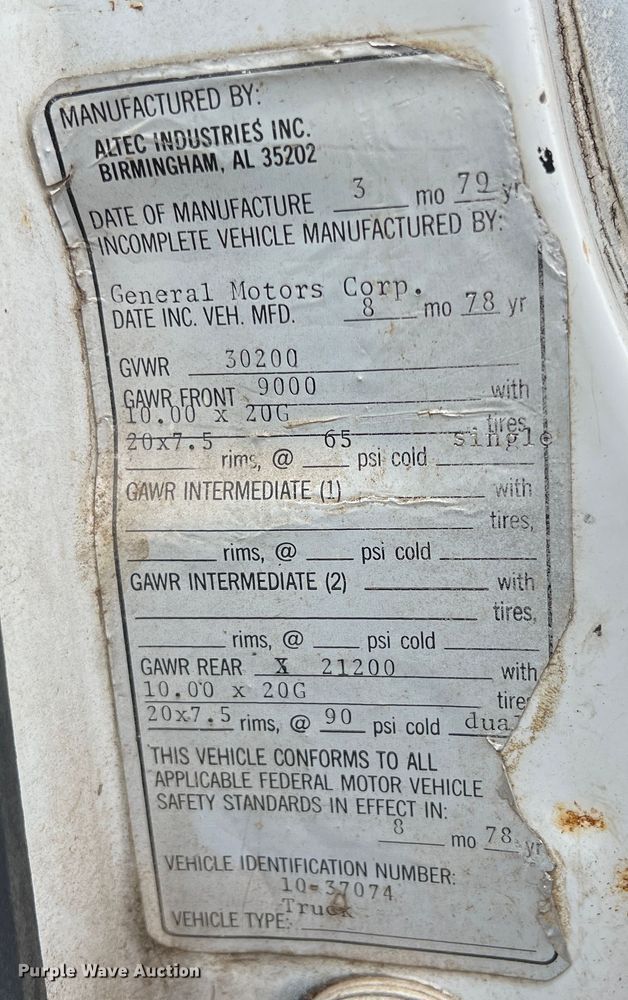 MANUFACTURED BY:
ALTEC INDUSTRIES INC.
BIRMINGHAM, AL 35202
DATE OF MANUFACTURE 3 mo 79 yr
INCOMPLETE VEHICLE MANUFACTURED BY:
General Motors Corp.
DATE INC. VEH. MFD. 8 mo 78 yr
GVWR 30200
GAWR FRONT 9000 with
10.00 x 20G tires,
20x7.5 rims, @ 65 psi cold single
GAWR INTERMEDIATE (1) with
tires,
rims, @ psi cold
GAWR INTERMEDIATE (2) with
tires,
rims, @ psi cold
GAWR REAR X 21200 with
10.00 x 20G tire
20x7.5 rims, @ 90 psi cold dual
THIS VEHICLE CONFORMS TO ALL
APPLICABLE FEDERAL MOTOR VEHICLE
SAFETY STANDARDS IN EFFECT IN:
8 mo 78 yr
VEHICLE IDENTIFICATION NUMBER:
10-37074
VEHICLE TYPE: Truck
Purple Wave Auction